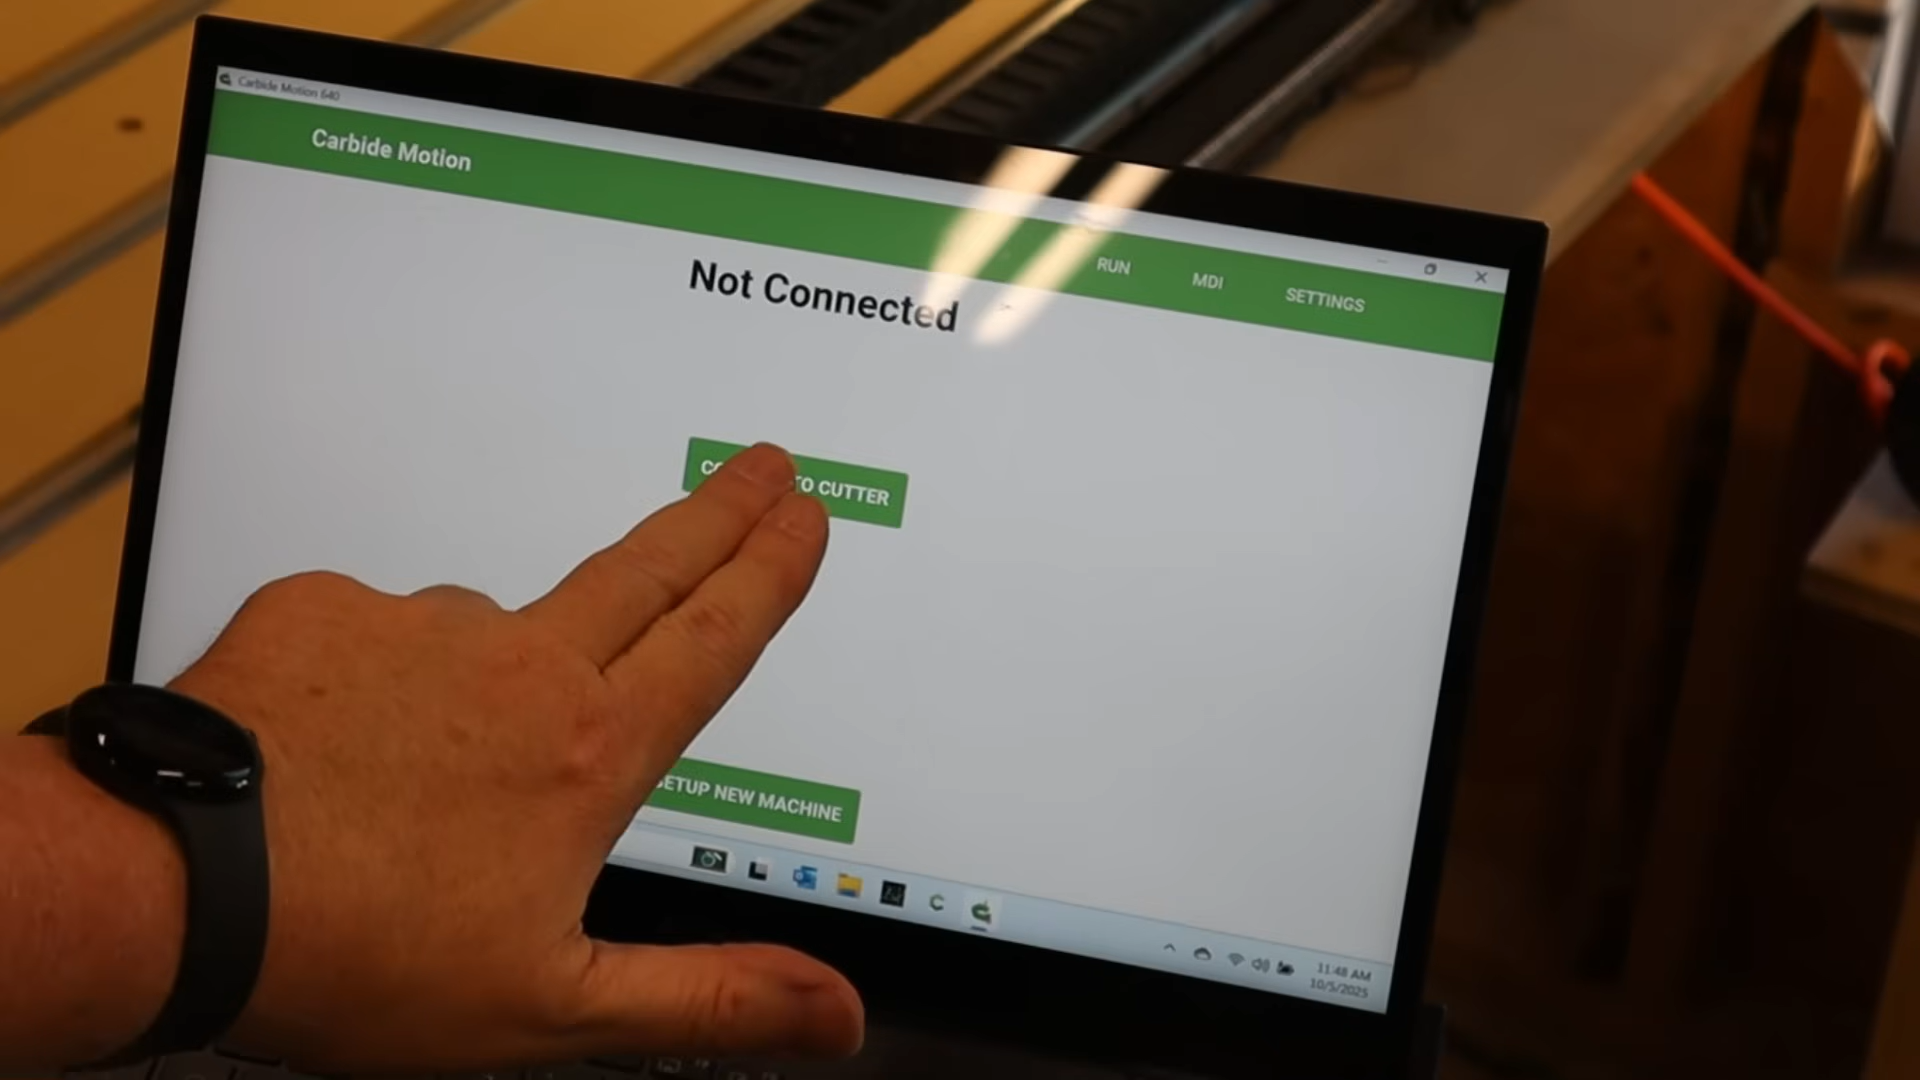 Carbide Motion 640
Carbide Motion
RUN
MDI
SETTINGS
Not Connected
TO CUTTER
SETUP NEW MACHINE
11:48 AM
10/5/2025